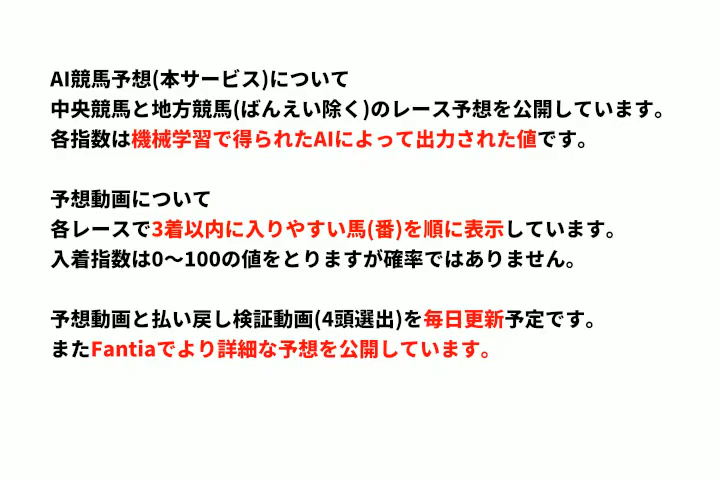 AI競馬予想(本サービス)について
中央競馬と地方競馬(ばんえい除く)のレース予想を公開しています。
各指数は機械学習で得られたAIによって出力された値です。
予想動画について
各レースで3着以内に入りやすい馬(番)を順に表示しています。
入着指数は0～100の値をとりますが確率ではありません。
予想動画と払い戻し検証動画(4頭選出)を毎日更新予定です。
またFantiaでより詳細な予想を公開しています。